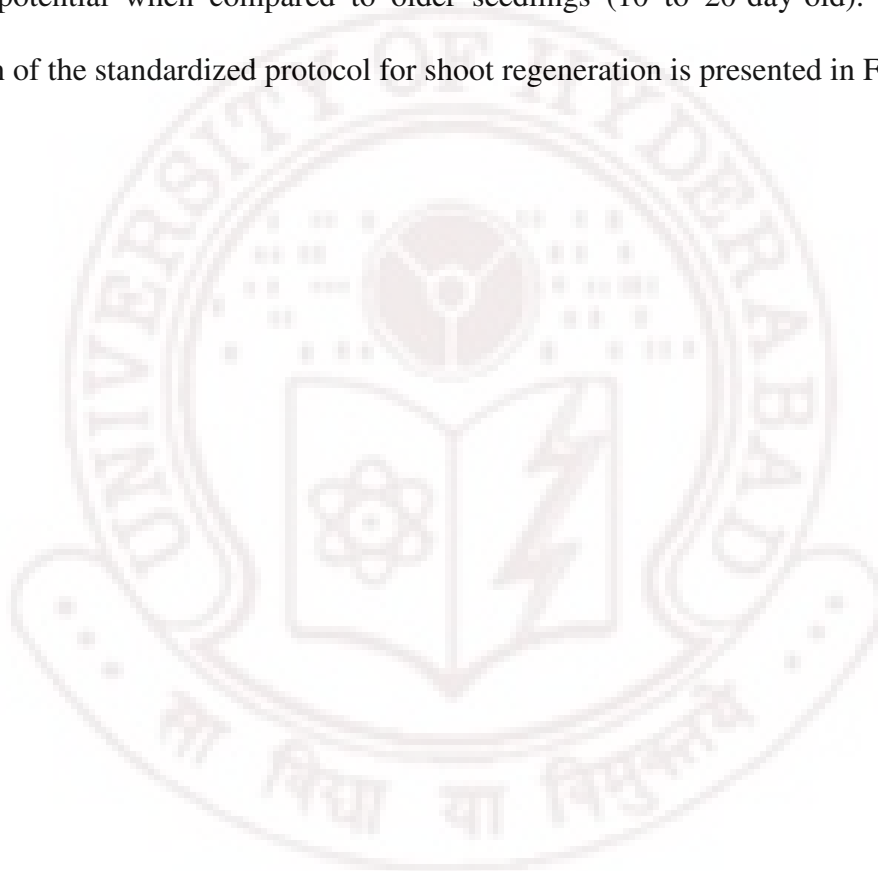 potential when compared to older seedlings (10 to 20-day old).
of the standardized protocol for shoot regeneration is presented in F
UNIVERSITY OF HYDERABAD
सा विद्या या विमुक्तये